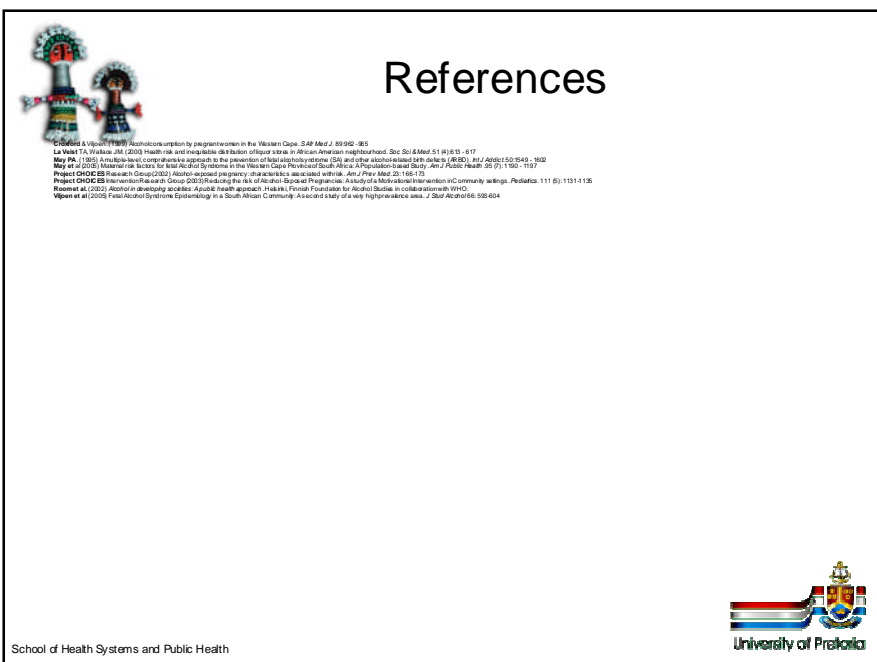 References
Croxford & Viljoen. (1999) Alcohol consumption by pregnant women in the Western Cape. SAfr Med J. 89:962-965
La Veist TA, Wallace JM. (2000) Health risk and inequitable distribution of liquor stores in African American neighbourhood. Soc Sci & Med. 51 (4):613 - 617
May PA. (1995) A multiple-level, comprehensive approach to the prevention of fetal alcohol syndrome (SA) and other alcohol-related birth defects (ARBD). Int J Addict 50:1549 - 1602
May et al (2005) Maternal risk factors for fetal Alcohol Syndrome in the Western Cape Province of South Africa: A Population-based Study. Am J Public Health .95 (7): 1190 - 1197
Project CHOICES Research Group (2002) Alcohol-exposed pregnancy: characteristics associated with risk. Am J Prev Med. 23:166-173
Project CHOICES Intervention Research Group (2003) Reducing the risk of Alcohol-Exposed Pregnancies: A study of a Motivational Intervention in Community settings. Pediatics. 111 (5): 1131-1135
Room et al. (2002) Alcohol in developing societies: A public health approach. Helsinki, Finnish Foundation for Alcohol Studies in collaboration with WHO.
Viljoen et al (2005) Fetal Alcohol Syndrome Epidemiology in a South African Community: A second study of a very high prevalence area. J Stud Alcohol 66: 593-604
University of Pretoria
School of Health Systems and Public Health